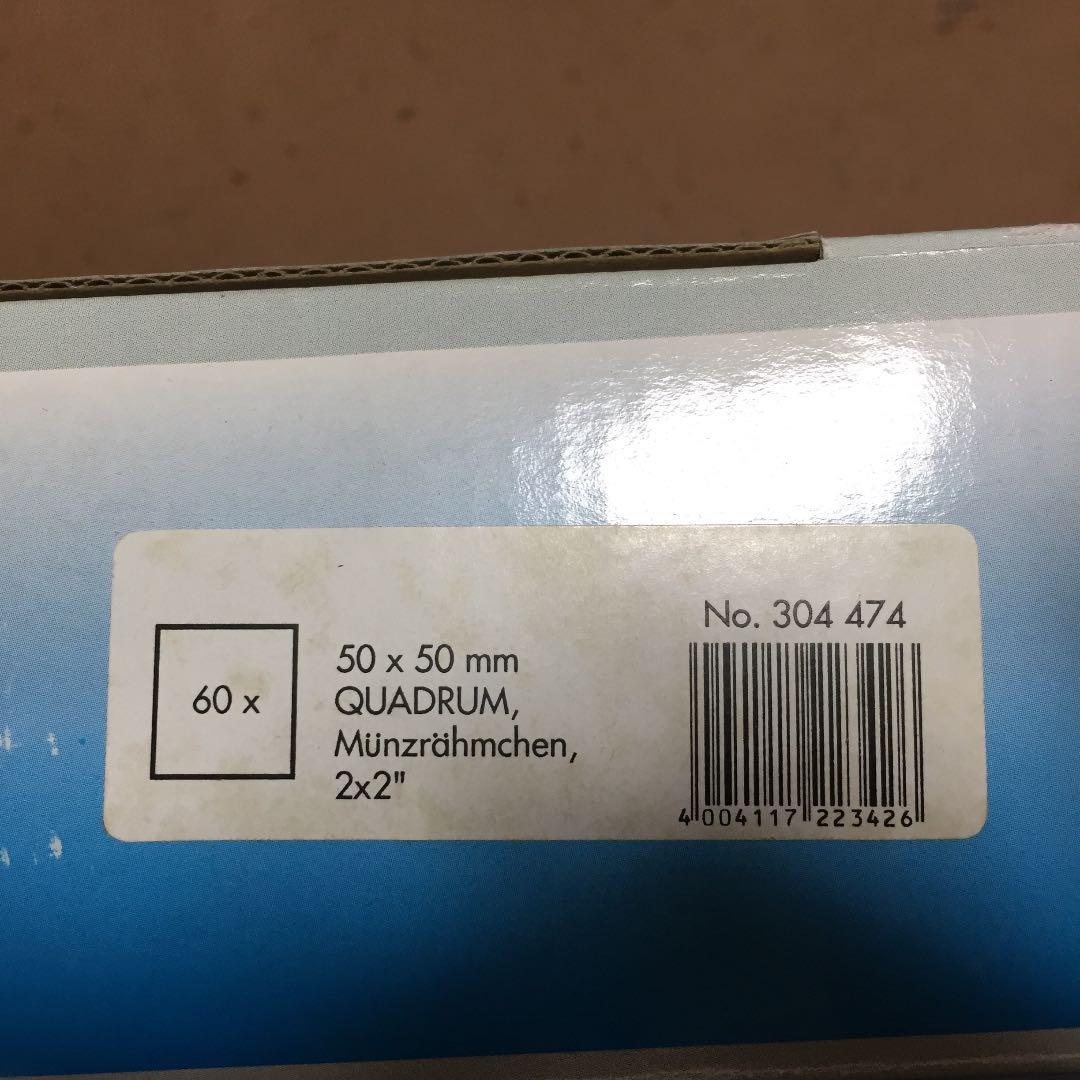 60 x
50 x 50 mm
QUADRUM,
Münzrähmchen,
2x2"
No. 304 474
4 004117 223426